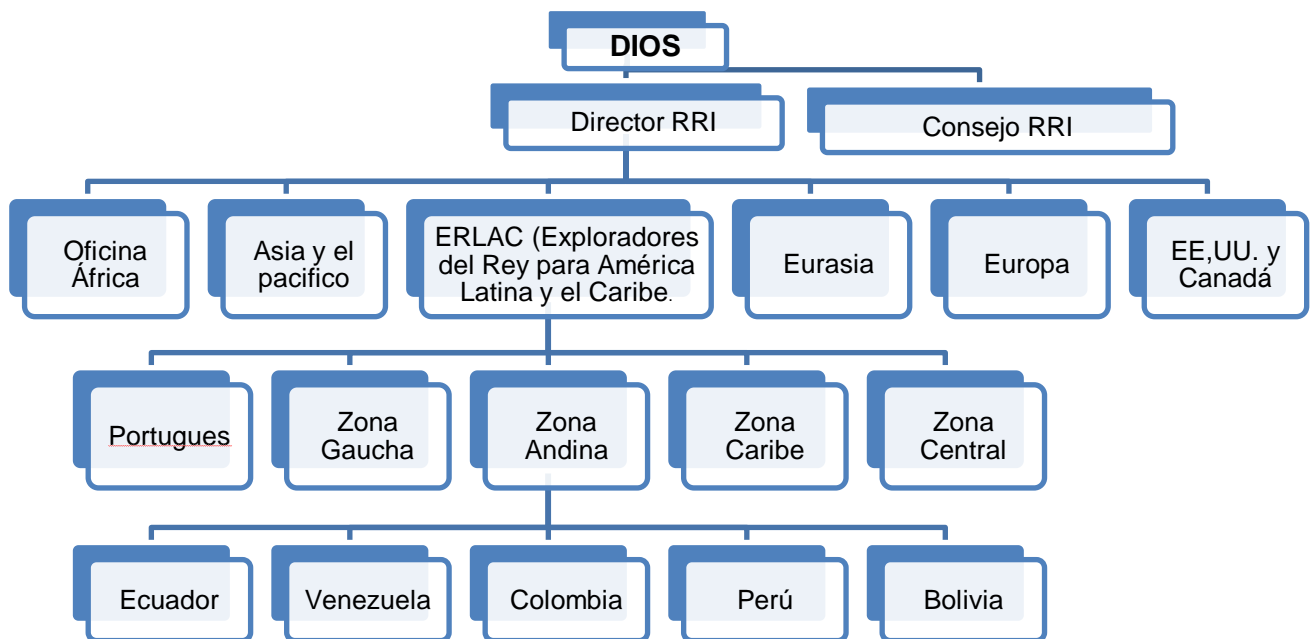 DIOS
Director RRI
Consejo RRI
Oficina
África
Asia y el
pacifico
ERLAC (Exploradores
del Rey para América
Latina y el Caribe.
Eurasia
Europa
EE,UU. y
Canadá
Portugues
Zona
Gaucha
Zona
Andina
Zona
Caribe
Zona
Central
Ecuador
Venezuela
Colombia
Perú
Bolivia